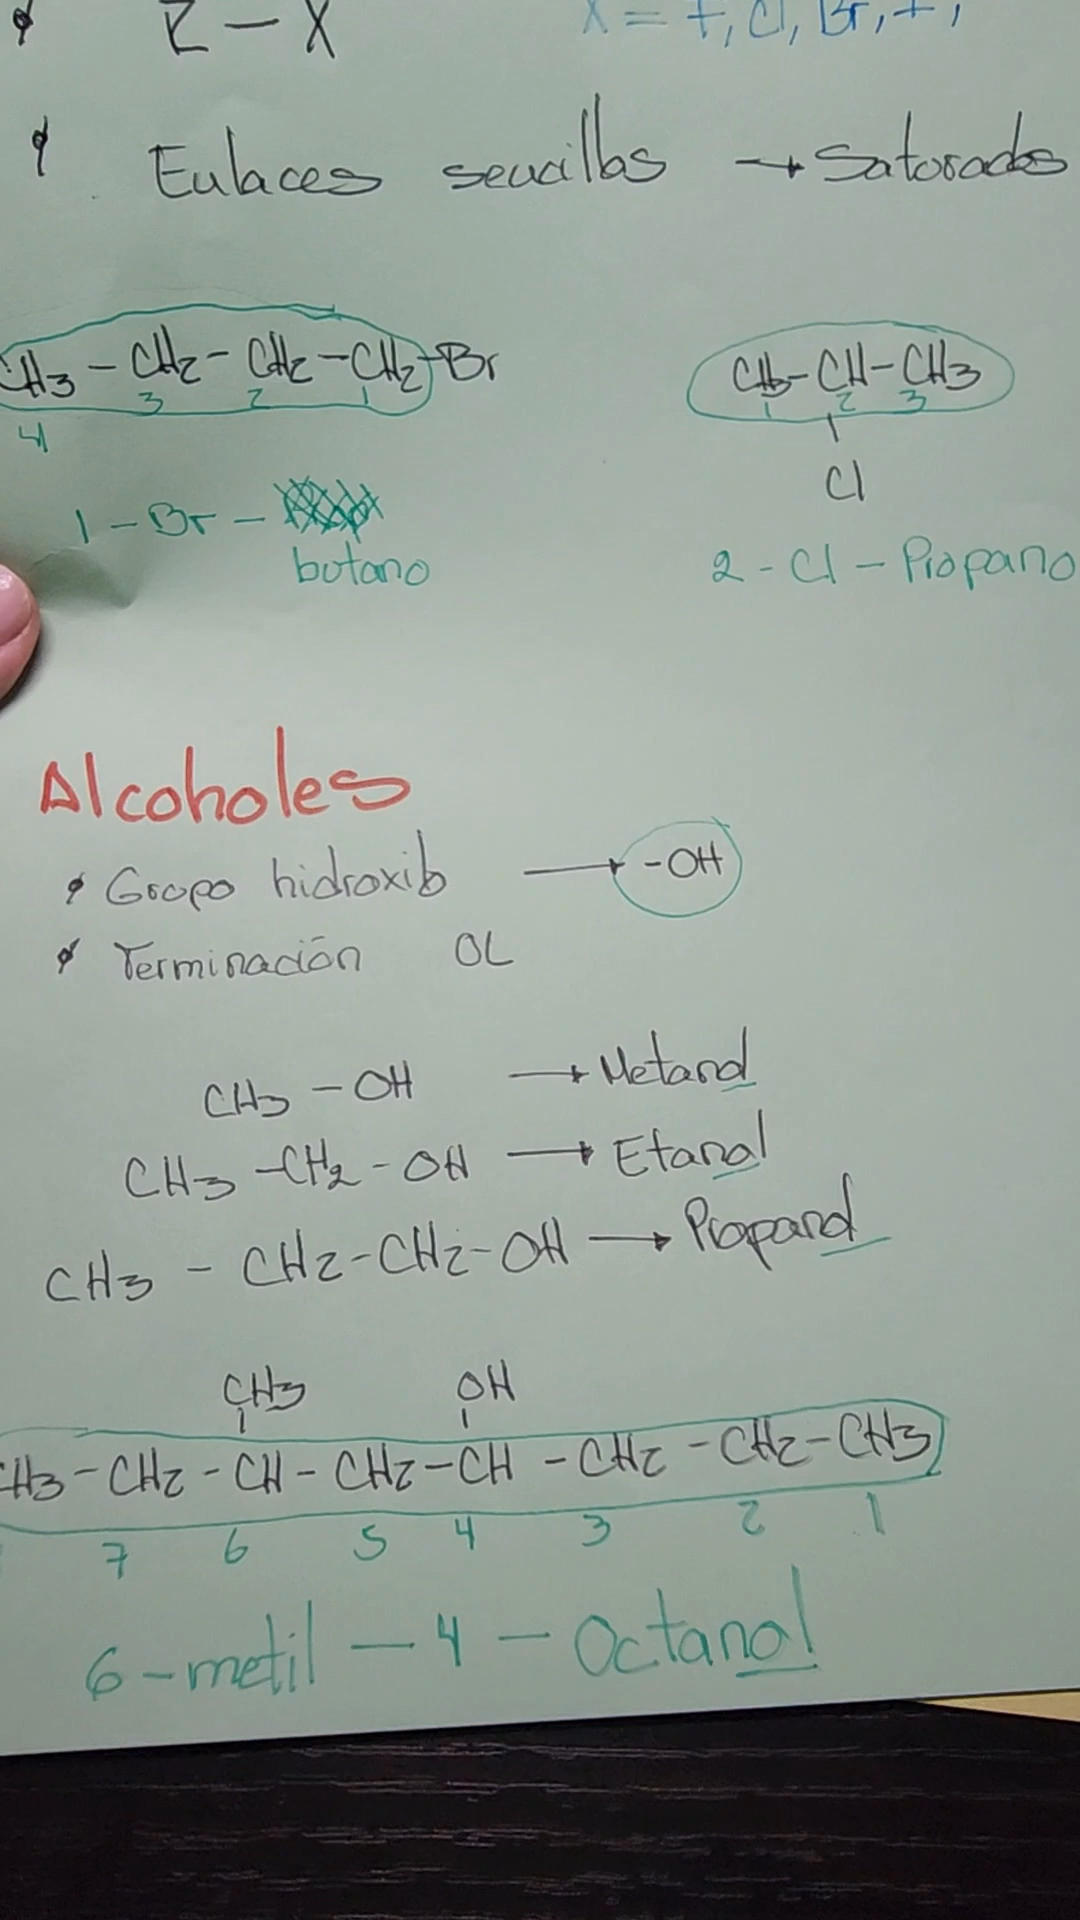 R - X X = F, Cl, Br, I,
Enlaces sencillos → Saturados
CH3 - CH2 - CH2 - CH2 - Br CH3 - CH - CH3
4 3 2 1 1 2 3
Cl
1 - Br -
butano 2 - Cl - Propano
Alcoholes
Grupo hidroxilo → -OH
Terminación OL
CH3 - OH → Metanol
CH3 - CH2 - OH → Etanol
CH3 - CH2 - CH2 - OH → Propanol
CH3 OH
CH3 - CH2 - CH - CH2 - CH - CH2 - CH2 - CH3
7 6 5 4 3 2 1
6 - metil - 4 - Octanol